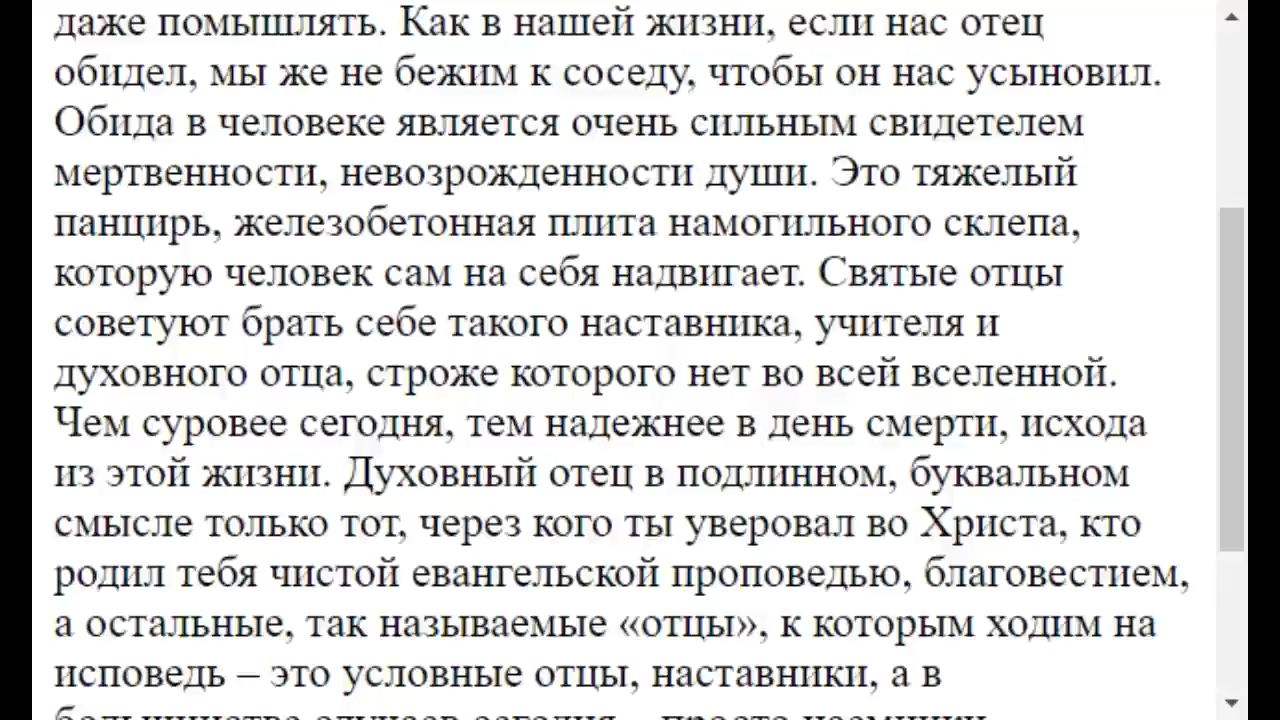 даже помышлять. Как в нашей жизни, если нас отец
обидел, мы же не бежим к соседу, чтобы он нас усыновил.
Обида в человеке является очень сильным свидетелем
мертвенности, невозрожденности души. Это тяжелый
панцирь, железобетонная плита намогильного склепа,
которую человек сам на себя надвигает. Святые отцы
советуют брать себе такого наставника, учителя и
духовного отца, строже которого нет во всей вселенной.
Чем суровее сегодня, тем надежнее в день смерти, исхода
из этой жизни. Духовный отец в подлинном, буквальном
смысле только тот, через кого ты уверовал во Христа, кто
родил тебя чистой евангельской проповедью, благовестием,
а остальные, так называемые «отцы», к которым ходим на
исповедь – это условные отцы, наставники, а в